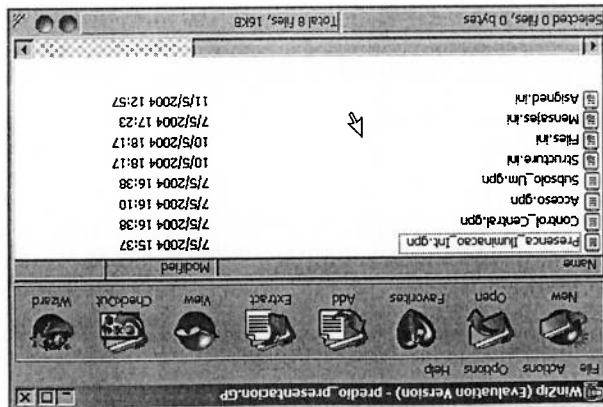 WinZip (Evaluation Version) - predio_presentacion.GP
File Actions Options Help
New Open Favorites Add Extract View CheckOut Wizard
Name Modified
Presenca_Iluminacao_Int.gpn 7/5/2004 15:37
Control_Central.gpn 7/5/2004 16:38
Acceso.gpn 7/5/2004 16:10
Subsolo_Um.gpn 7/5/2004 16:38
Structure.ini 10/5/2004 18:17
Files.ini 10/5/2004 18:17
Mensajes.ini 7/5/2004 17:23
Asigned.ini 11/5/2004 12:57
Selected 0 files, 0 bytes Total 8 files, 16KB